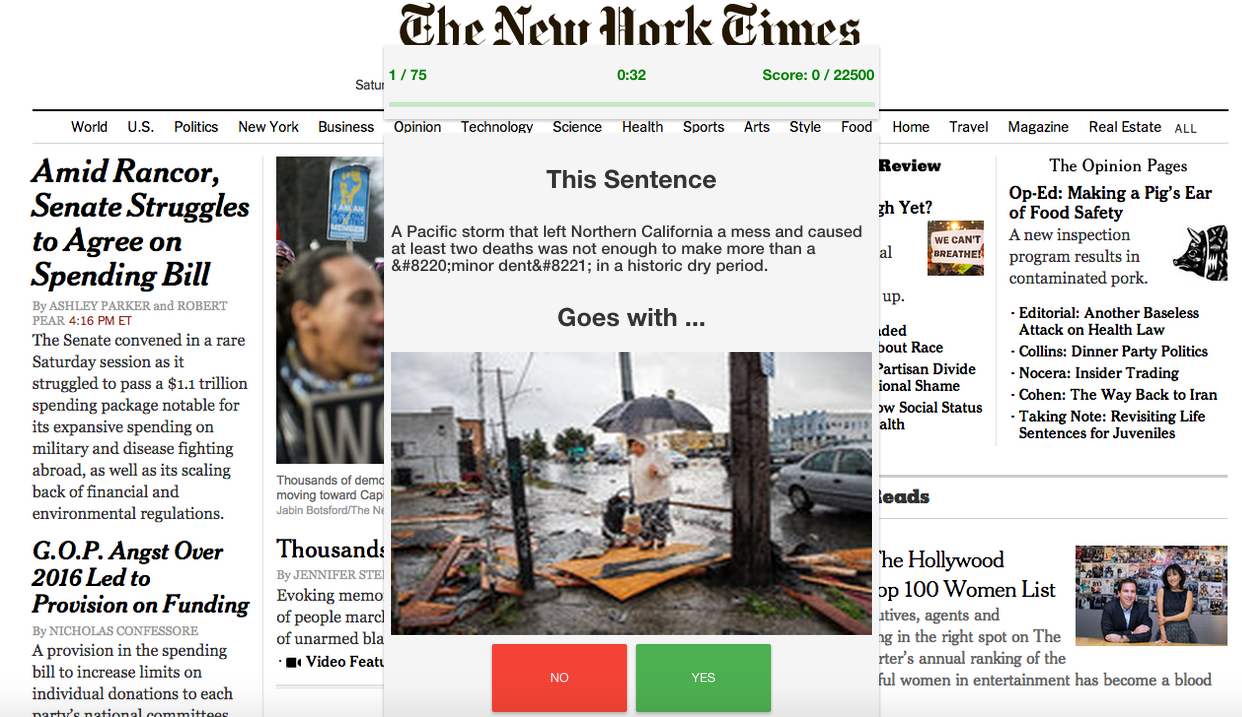 The New York Times
1 / 75 0:32 Score: 0 / 22500
Satur
World U.S. Politics New York Business Opinion Technology Science Health Sports Arts Style Food Home Travel Magazine Real Estate ALL
Amid Rancor,
Senate Struggles
to Agree on
Spending Bill
By ASHLEY PARKER and ROBERT
PEAR 4:16 PM ET
The Senate convened in a rare
Saturday session as it
struggled to pass a $1.1 trillion
spending package notable for
its expansive spending on
military and disease fighting
abroad, as well as its scaling
back of financial and
environmental regulations.
G.O.P. Angst Over
2016 Led to
Provision on Funding
By NICHOLAS CONFESSORE
A provision in the spending
bill to increase limits on
individual donations to each
party's national committees
I AM AN
MEMBER
Thousands of demo
moving toward Capi
Jabin Botsford/The Ne
Thousands
By JENNIFER STEI
Evoking memo
of people march
of unarmed bla
· Video Featu
This Sentence
A Pacific storm that left Northern California a mess and caused
at least two deaths was not enough to make more than a
&#8220;minor dent&#8221; in a historic dry period.
Goes with ...
NO
YES
Review
gh Yet?
al
up.
WE CAN'T
BREATHE!
nded
bout Race
Partisan Divide
ional Shame
ow Social Status
alth
The Opinion Pages
Op-Ed: Making a Pig's Ear
of Food Safety
A new inspection
program results in
contaminated pork.
· Editorial: Another Baseless
Attack on Health Law
· Collins: Dinner Party Politics
· Nocera: Insider Trading
· Cohen: The Way Back to Iran
· Taking Note: Revisiting Life
Sentences for Juveniles
Reads
The Hollywood
op 100 Women List
utives, agents and
ng in the right spot on The
rter's annual ranking of the
ful women in entertainment has become a blood